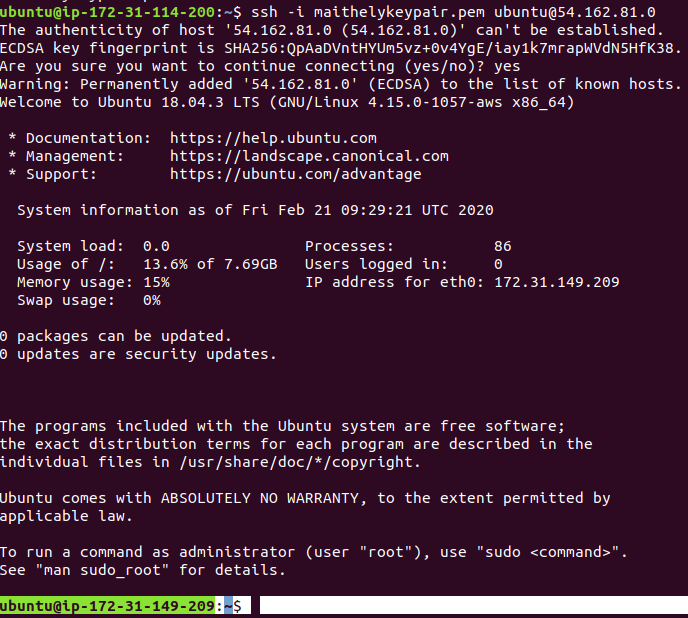 ubuntu@ip-172-31-114-200:~$ ssh -i maithelykeypair.pem ubuntu@54.162.81.0
The authenticity of host '54.162.81.0 (54.162.81.0)' can't be established.
ECDSA key fingerprint is SHA256:QpAaDVntHYUm5vz+0v4YgE/iay1k7mrapWVdN5HfK38.
Are you sure you want to continue connecting (yes/no)? yes
Warning: Permanently added '54.162.81.0' (ECDSA) to the list of known hosts.
Welcome to Ubuntu 18.04.3 LTS (GNU/Linux 4.15.0-1057-aws x86_64)
* Documentation:  https://help.ubuntu.com
* Management:     https://landscape.canonical.com
* Support:        https://ubuntu.com/advantage
System information as of Fri Feb 21 09:29:21 UTC 2020
System load:  0.0               Processes:           86
Usage of /:   13.6% of 7.69GB   Users logged in:     0
Memory usage: 15%               IP address for eth0: 172.31.149.209
Swap usage:   0%
0 packages can be updated.
0 updates are security updates.
The programs included with the Ubuntu system are free software;
the exact distribution terms for each program are described in the
individual files in /usr/share/doc/*/copyright.
Ubuntu comes with ABSOLUTELY NO WARRANTY, to the extent permitted by
applicable law.
To run a command as administrator (user "root"), use "sudo <command>".
See "man sudo_root" for details.
ubuntu@ip-172-31-149-209:~$